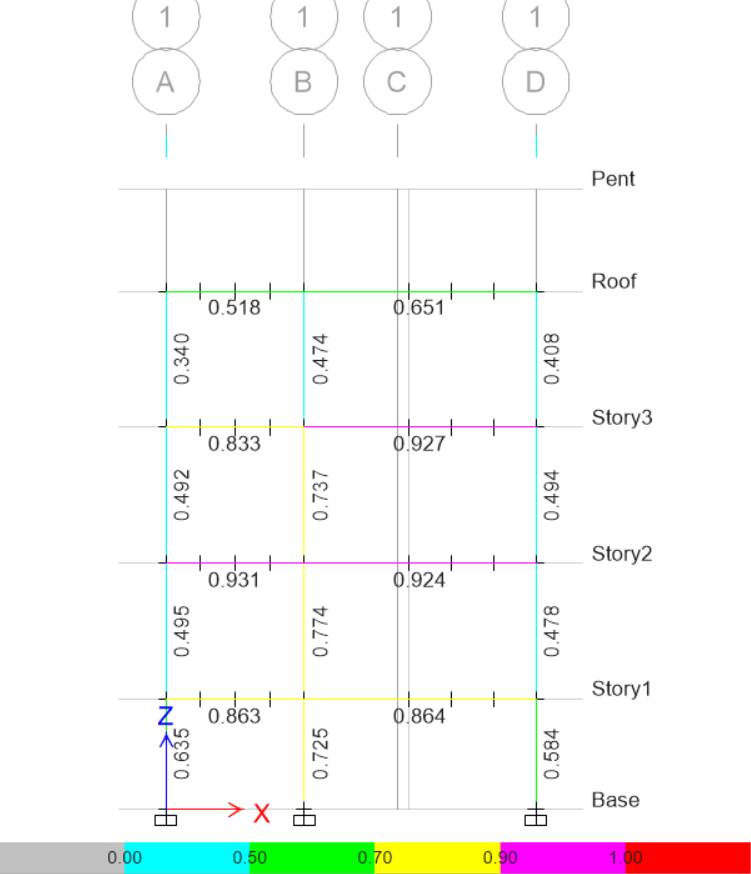 1 1 1 1
A B C D
Pent
Roof
0.518 0.651
0.340 0.474 0.408
Story3
0.833 0.927
0.492 0.737 0.494
Story2
0.931 0.924
0.495 0.774 0.478
Story1
0.863 0.864
Z
0.635 0.725 0.584
Base
X
0.00 0.50 0.70 0.90 1.00